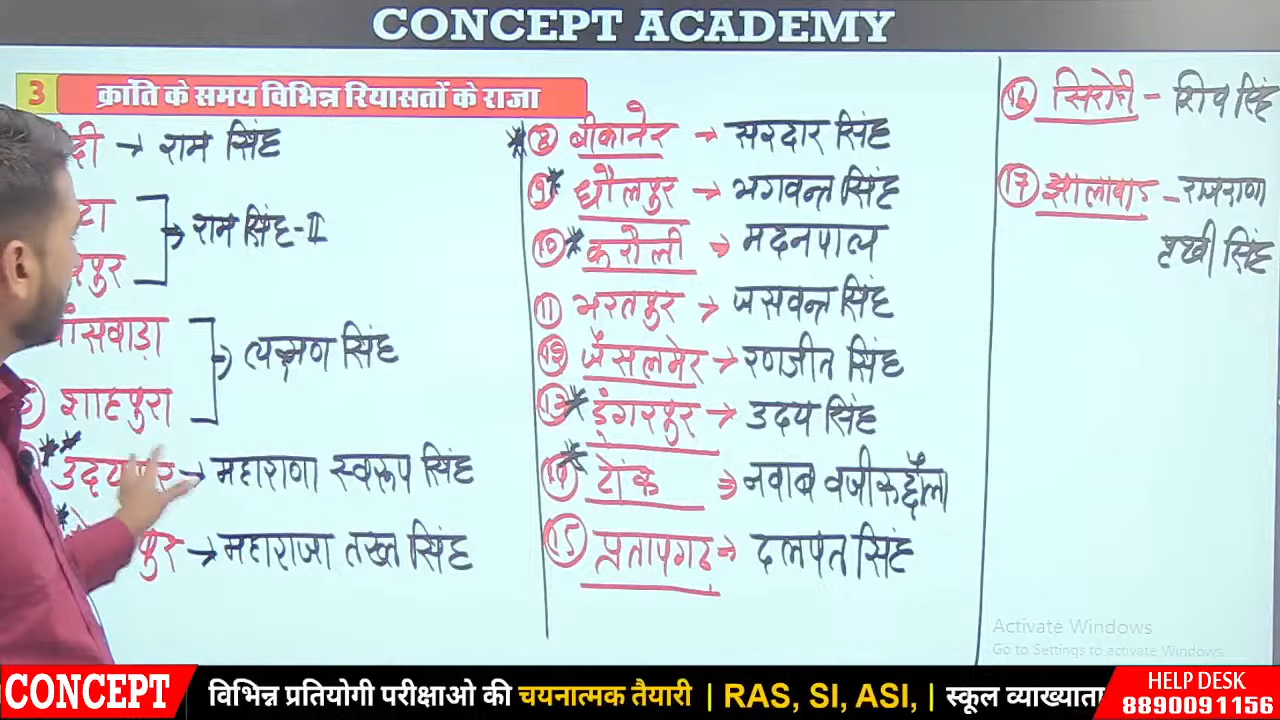 CONCEPT ACADEMY
3 क्रांति के समय विभिन्न रियासतों के राजा
दी → राम सिंह
टा
पुर
→ राम सिंह-II
सवाड़ा
शाहपुरा
→ लक्ष्मण सिंह
उदयपुर → महाराणा स्वरूप सिंह
पुर → महाराजा तख्त सिंह
8 बीकानेर → सरदार सिंह
9 धौलपुर → भगवन्त सिंह
10 करौली → मदनपाल
11 भरतपुर → जसवन्त सिंह
12 जैसलमेर → रणजीत सिंह
13 डूंगरपुर → उदय सिंह
14 टोंक → नवाब वजीरुद्दौला
15 प्रतापगढ → दलपत सिंह
16 सिरोही - शिव सिंह
17 झालावाड - राजराणा
पृथ्वी सिंह
Activate Windows
Go to Settings to activate Windows.
CONCEPT
विभिन्न प्रतियोगी परीक्षाओ की चयनात्मक तैयारी | RAS, SI, ASI, | स्कूल व्याख्याता
HELP DESK
8890091156